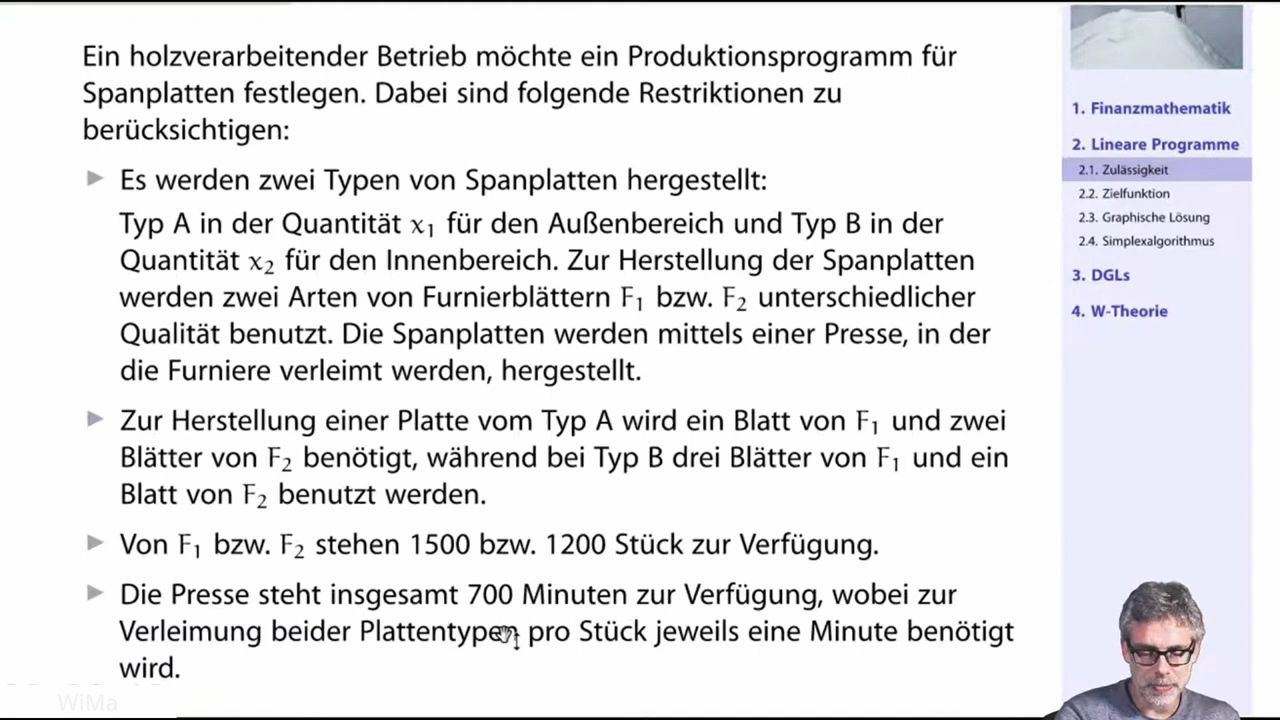 Ein holzverarbeitender Betrieb möchte ein Produktionsprogramm für
Spanplatten festlegen. Dabei sind folgende Restriktionen zu
berücksichtigen:
Es werden zwei Typen von Spanplatten hergestellt:
Typ A in der Quantität x₁ für den Außenbereich und Typ B in der
Quantität x₂ für den Innenbereich. Zur Herstellung der Spanplatten
werden zwei Arten von Furnierblättern F₁ bzw. F₂ unterschiedlicher
Qualität benutzt. Die Spanplatten werden mittels einer Presse, in der
die Furniere verleimt werden, hergestellt.
Zur Herstellung einer Platte vom Typ A wird ein Blatt von F₁ und zwei
Blätter von F₂ benötigt, während bei Typ B drei Blätter von F₁ und ein
Blatt von F₂ benutzt werden.
Von F₁ bzw. F₂ stehen 1500 bzw. 1200 Stück zur Verfügung.
Die Presse steht insgesamt 700 Minuten zur Verfügung, wobei zur
Verleimung beider Plattentypen pro Stück jeweils eine Minute benötigt
wird.
WiMa
1. Finanzmathematik
2. Lineare Programme
2.1. Zulässigkeit
2.2. Zielfunktion
2.3. Graphische Lösung
2.4. Simplexalgorithmus
3. DGLs
4. W-Theorie